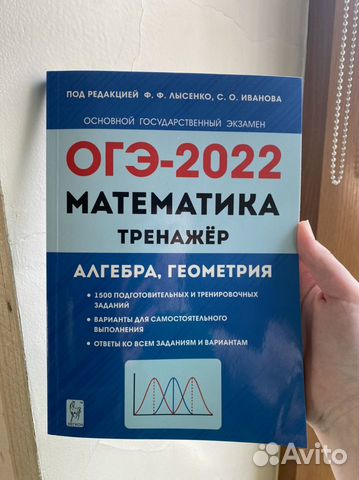 ПОД РЕДАКЦИЕЙ Ф. Ф. ЛЫСЕНКО, С. О. ИВАНОВА
ОСНОВНОЙ ГОСУДАРСТВЕННЫЙ ЭКЗАМЕН
ОГЭ-2022
МАТЕМАТИКА
ТРЕНАЖЁР
АЛГЕБРА, ГЕОМЕТРИЯ
• 1500 ПОДГОТОВИТЕЛЬНЫХ И ТРЕНИРОВОЧНЫХ
ЗАДАНИЙ
• ВАРИАНТЫ ДЛЯ САМОСТОЯТЕЛЬНОГО
ВЫПОЛНЕНИЯ
• ОТВЕТЫ КО ВСЕМ ЗАДАНИЯМ И ВАРИАНТАМ
ЛЕГИОН
Avito